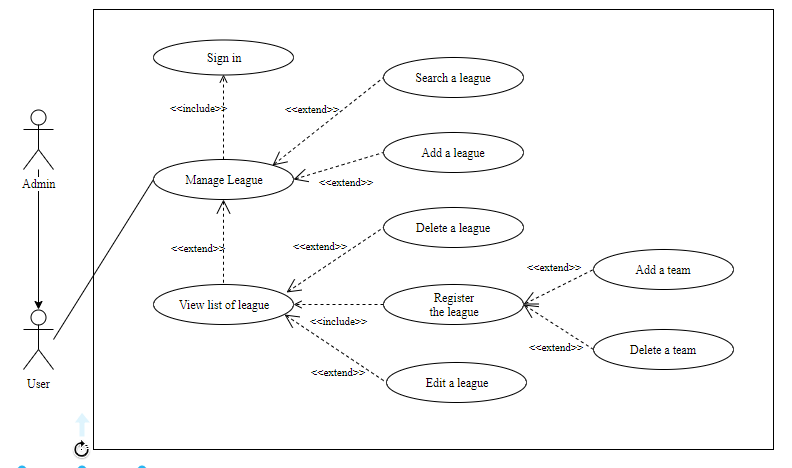 Sign in
Search a league
<<include>>
<<extend>>
Add a league
Admin
Manage League
<<extend>>
Delete a league
<<extend>>
<<extend>>
<<extend>>
Add a team
View list of league
Register
the league
<<include>>
<<extend>>
Delete a team
<<extend>>
Edit a league
User